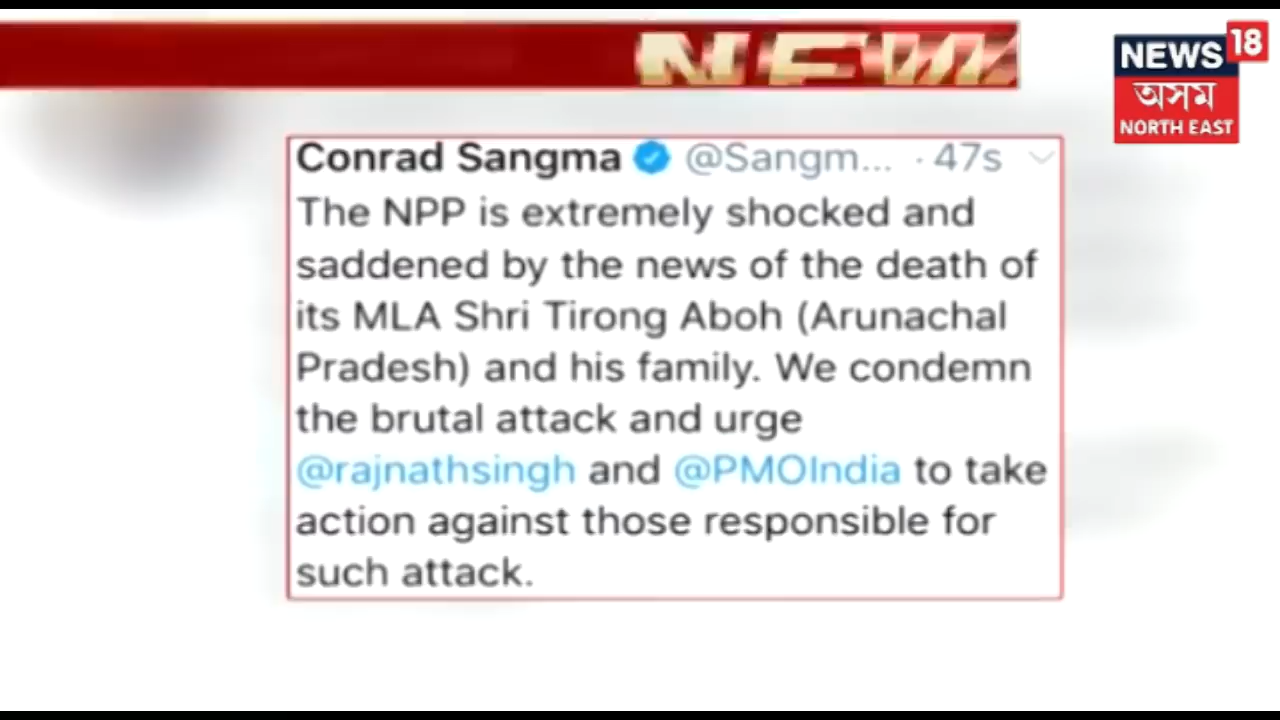 NEWS 18
অসম
NORTH EAST
Conrad Sangma @Sangm... · 47s
The NPP is extremely shocked and
saddened by the news of the death of
its MLA Shri Tirong Aboh (Arunachal
Pradesh) and his family. We condemn
the brutal attack and urge
@rajnathsingh and @PMOIndia to take
action against those responsible for
such attack.